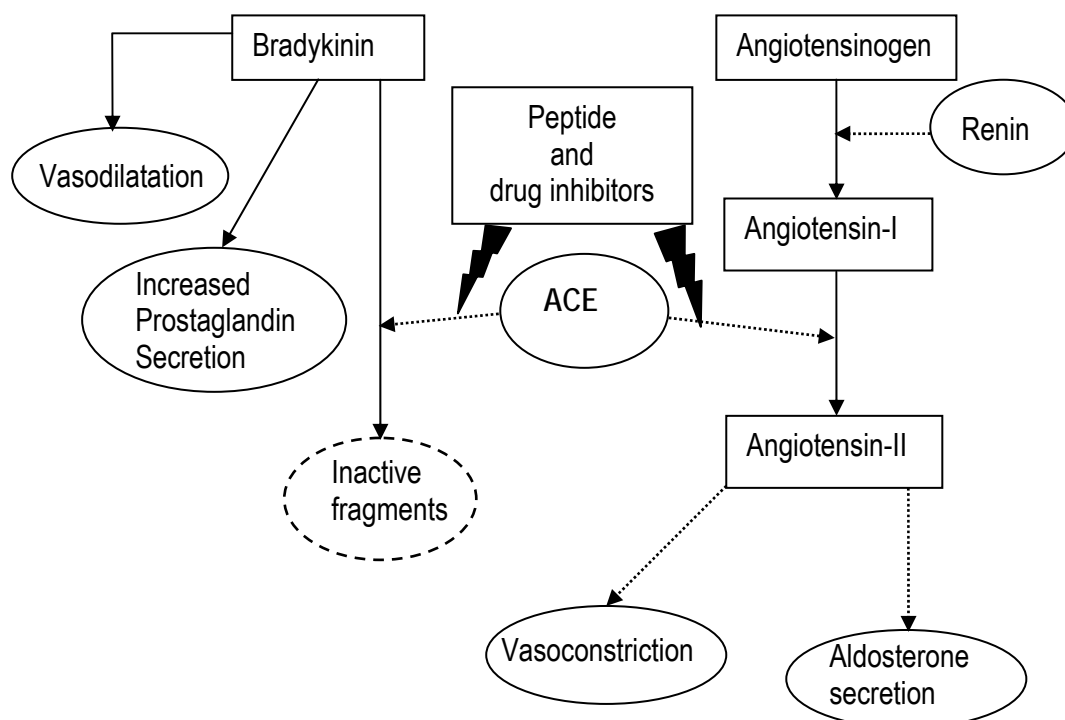 Bradykinin
Angiotensinogen
Peptide
and
drug inhibitors
Renin
Vasodilatation
Angiotensin-I
Increased
Prostaglandin
Secretion
ACE
Angiotensin-II
Inactive
fragments
Vasoconstriction
Aldosterone
secretion